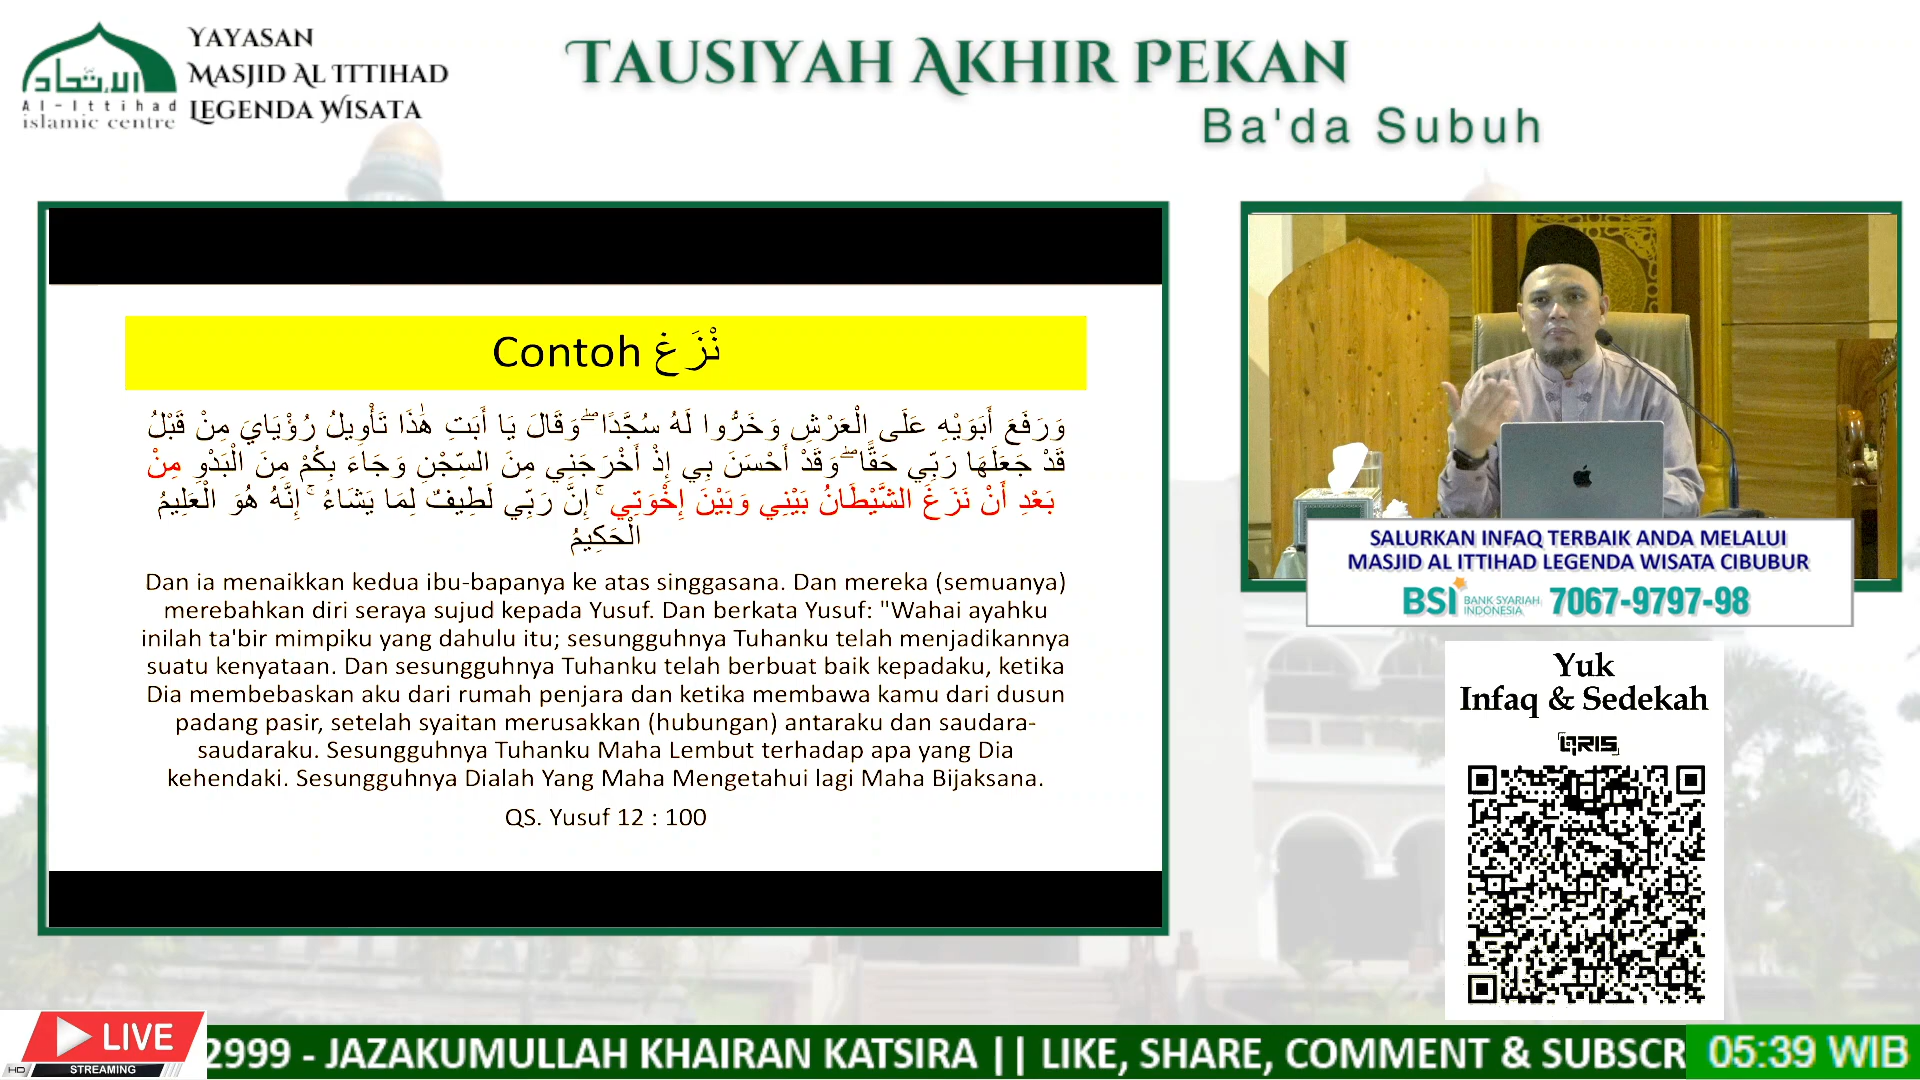 الاتحاد
Al-Ittihad
islamic centre
YAYASAN
MASJID AL ITTIHAD
LEGENDA WISATA
TAUSIYAH AKHIR PEKAN
Ba'da Subuh
Contoh نْزَغ
وَرَفَعَ أَبَوَيْهِ عَلَى الْعَرْشِ وَخَرُّوا لَهُ سُجَّدًا ۖ وَقَالَ يَا أَبَتِ هَٰذَا تَأْوِيلُ رُؤْيَايَ مِنْ قَبْلُ
قَدْ جَعَلَهَا رَبِّي حَقًّا ۖ وَقَدْ أَحْسَنَ بِي إِذْ أَخْرَجَنِي مِنَ السِّجْنِ وَجَاءَ بِكُمْ مِنَ الْبَدْوِ مِنْ
بَعْدِ أَنْ نَزَغَ الشَّيْطَانُ بَيْنِي وَبَيْنَ إِخْوَتِي ۚ إِنَّ رَبِّي لَطِيفٌ لِمَا يَشَاءُ ۚ إِنَّهُ هُوَ الْعَلِيمُ
الْحَكِيمُ
Dan ia menaikkan kedua ibu-bapanya ke atas singgasana. Dan mereka (semuanya)
merebahkan diri seraya sujud kepada Yusuf. Dan berkata Yusuf: "Wahai ayahku
inilah ta'bir mimpiku yang dahulu itu; sesungguhnya Tuhanku telah menjadikannya
suatu kenyataan. Dan sesungguhnya Tuhanku telah berbuat baik kepadaku, ketika
Dia membebaskan aku dari rumah penjara dan ketika membawa kamu dari dusun
padang pasir, setelah syaitan merusakkan (hubungan) antaraku dan saudara-
saudaraku. Sesungguhnya Tuhanku Maha Lembut terhadap apa yang Dia
kehendaki. Sesungguhnya Dialah Yang Maha Mengetahui lagi Maha Bijaksana.
QS. Yusuf 12 : 100
SALURKAN INFAQ TERBAIK ANDA MELALUI
MASJID AL ITTIHAD LEGENDA WISATA CIBUBUR
BSI BANK SYARIAH INDONESIA 7067-9797-98
Yuk
Infaq & Sedekah
QRIS
LIVE
HD STREAMING
2999 - JAZAKUMULLAH KHAIRAN KATSIRA || LIKE, SHARE, COMMENT & SUBSCR
05:39 WIB